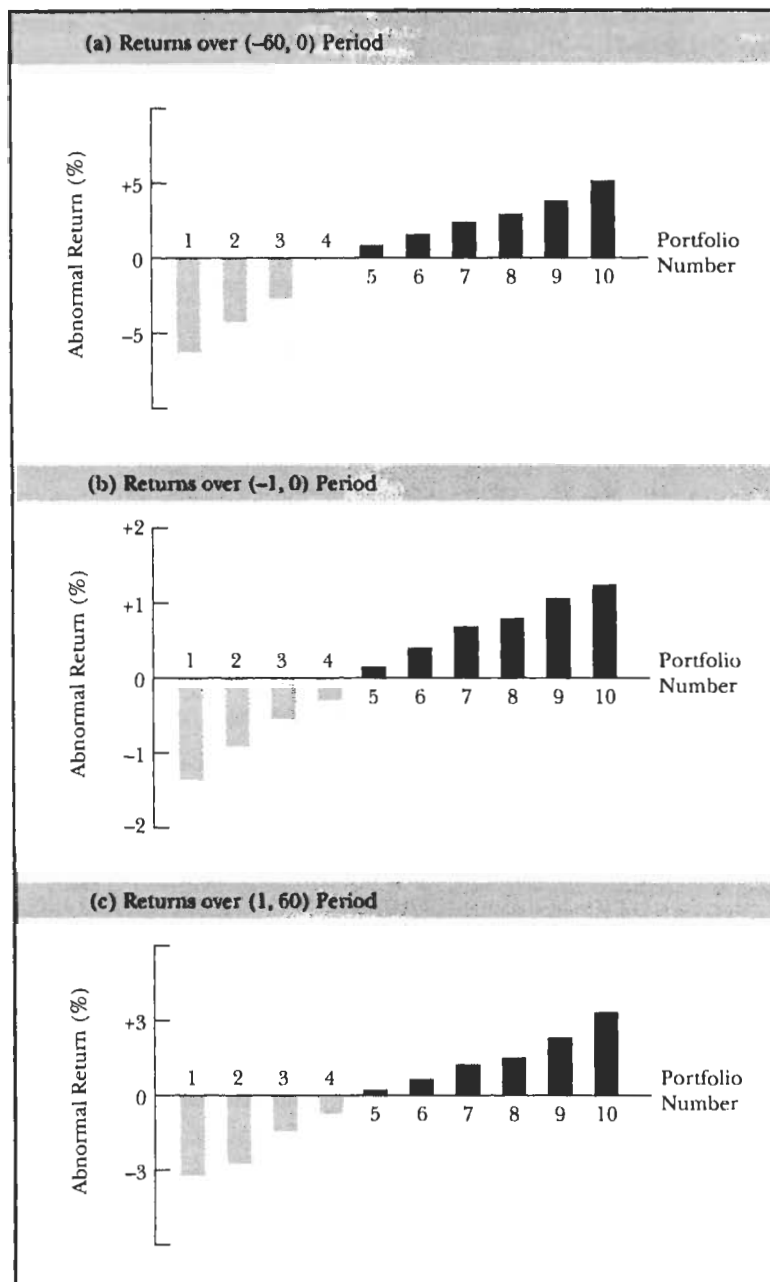 (a) Returns over (–60, 0) Period
Abnormal Return (%)
+5
0
–5
1 2 3 4
5 6 7 8 9 10
Portfolio
Number
(b) Returns over (–1, 0) Period
Abnormal Return (%)
+2
+1
0
–1
–2
1 2 3 4
5 6 7 8 9 10
Portfolio
Number
(c) Returns over (1, 60) Period
Abnormal Return (%)
+3
0
–3
1 2 3 4
5 6 7 8 9 10
Portfolio
Number